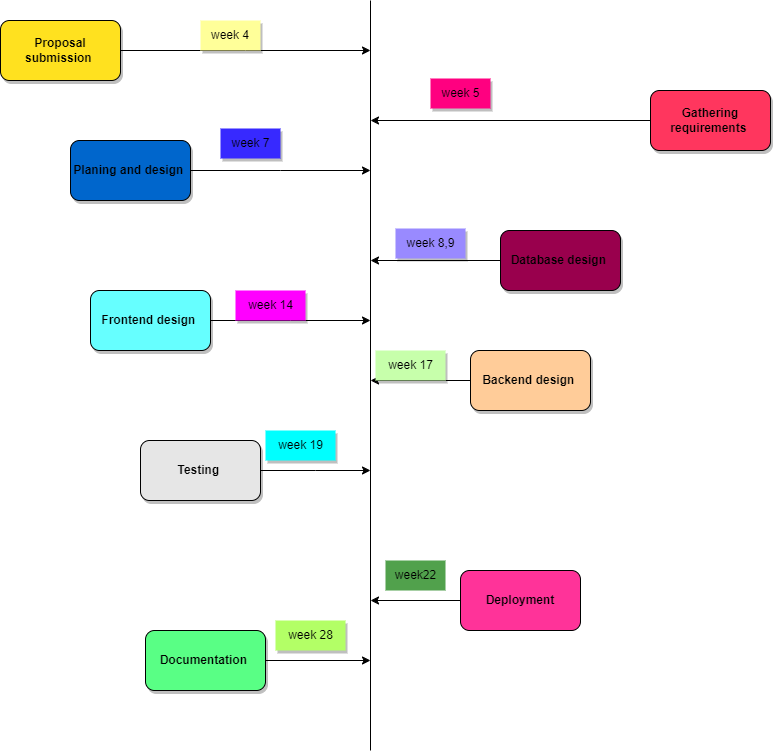 Proposal
submission
week 4
week 5
Gathering
requirements
week 7
Planing and design
week 8,9
Database design
week 14
Frontend design
week 17
Backend design
week 19
Testing
week22
Deployment
week 28
Documentation